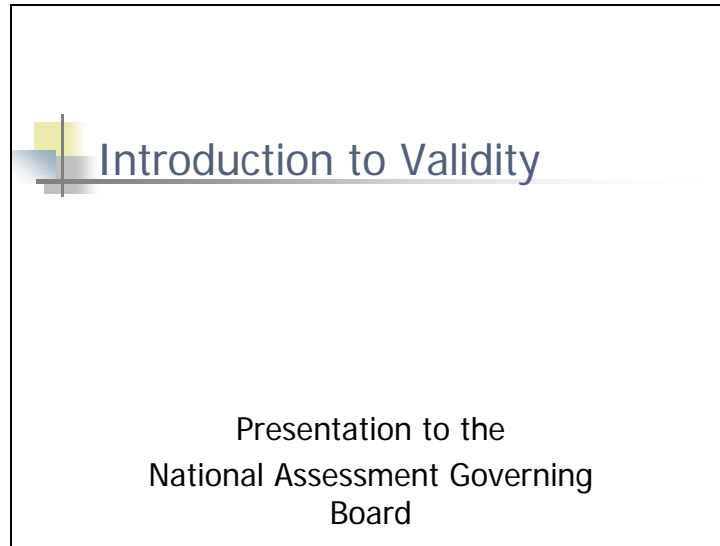 Introduction to Validity
Presentation to the
National Assessment Governing
Board